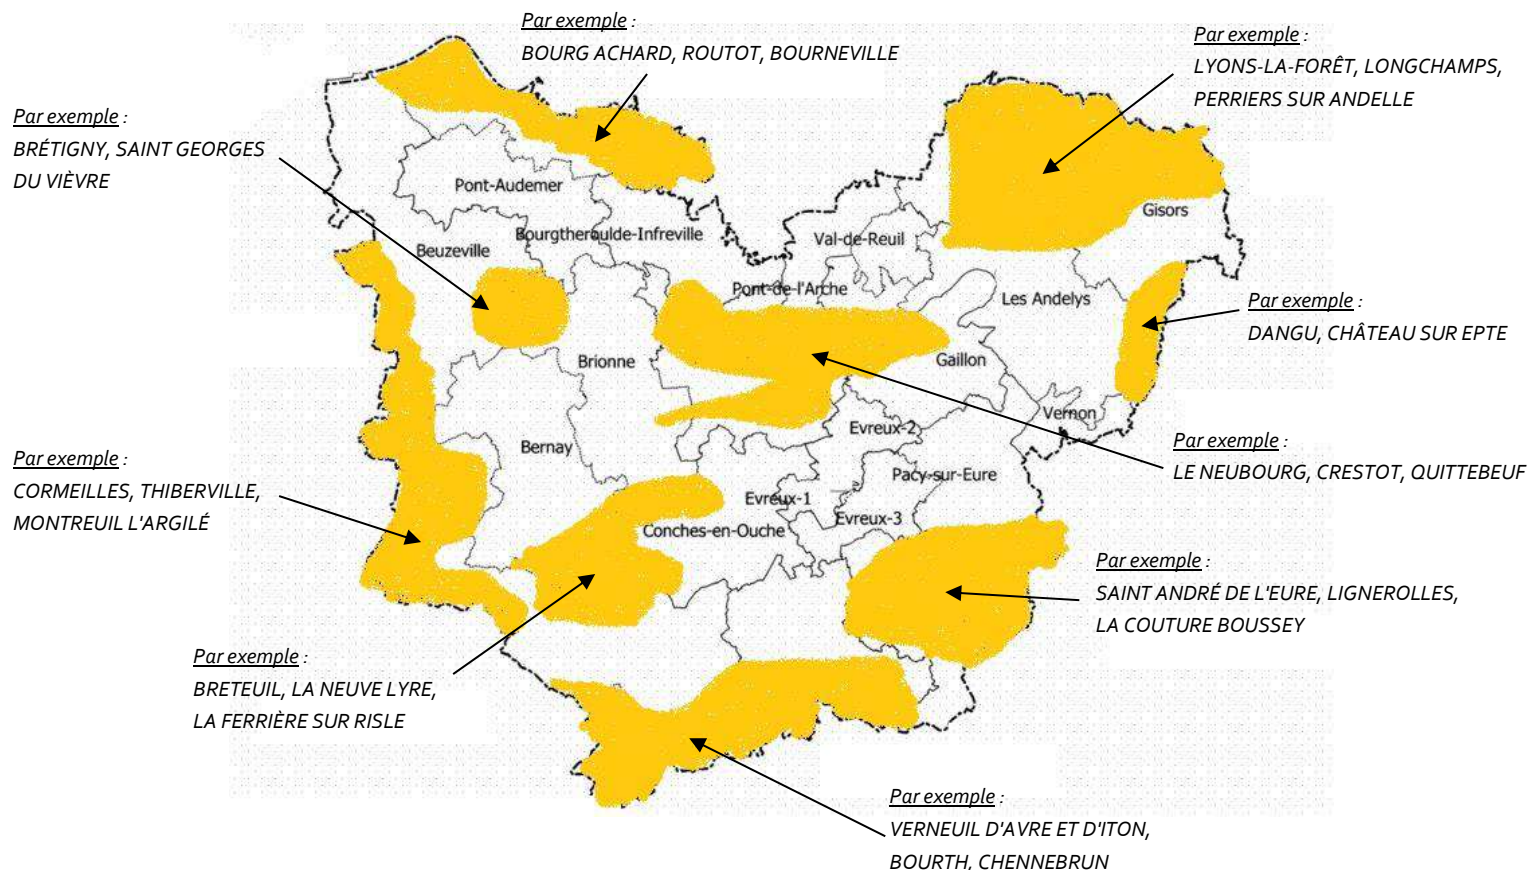 Par exemple :
BOURG ACHARD, ROUTOT, BOURNEVILLE
Par exemple :
LYONS-LA-FORÊT, LONGCHAMPS,
PERRIERS SUR ANDELLE
Par exemple :
BRÉTIGNY, SAINT GEORGES
DU VIÈVRE
Pont-Audemer
Gisors
Bourgtheroulde-Infreville
Val-de-Reuil
Beuzeville
Pont-de-l'Arche
Les Andelys
Par exemple :
DANGU, CHÂTEAU SUR EPTE
Brionne
Gaillon
Vernon
Evreux-2
Bernay
Par exemple :
LE NEUBOURG, CRESTOT, QUITTEBEUF
Par exemple :
CORMEILLES, THIBERVILLE,
MONTREUIL L'ARGILÉ
Pacy-sur-Eure
Evreux-1
Evreux-3
Conches-en-Ouche
Par exemple :
SAINT ANDRÉ DE L'EURE, LIGNEROLLES,
LA COUTURE BOUSSEY
Par exemple :
BRETEUIL, LA NEUVE LYRE,
LA FERRIÈRE SUR RISLE
Par exemple :
VERNEUIL D'AVRE ET D'ITON,
BOURTH, CHENNEBRUN